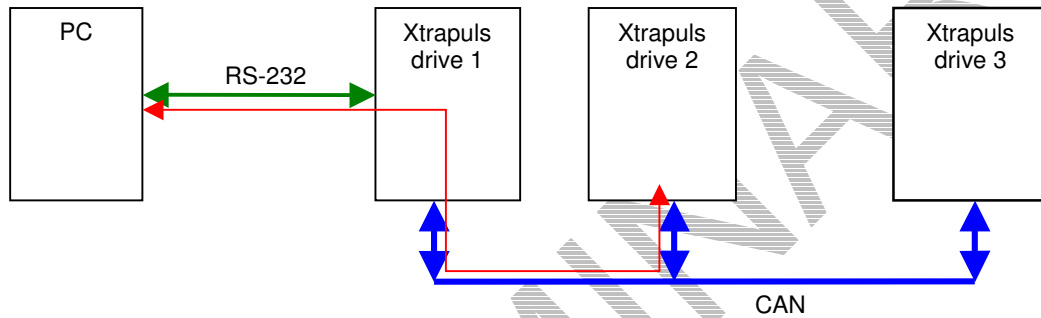 PC
Xtrapuls
drive 1
Xtrapuls
drive 2
Xtrapuls
drive 3
RS-232
CAN